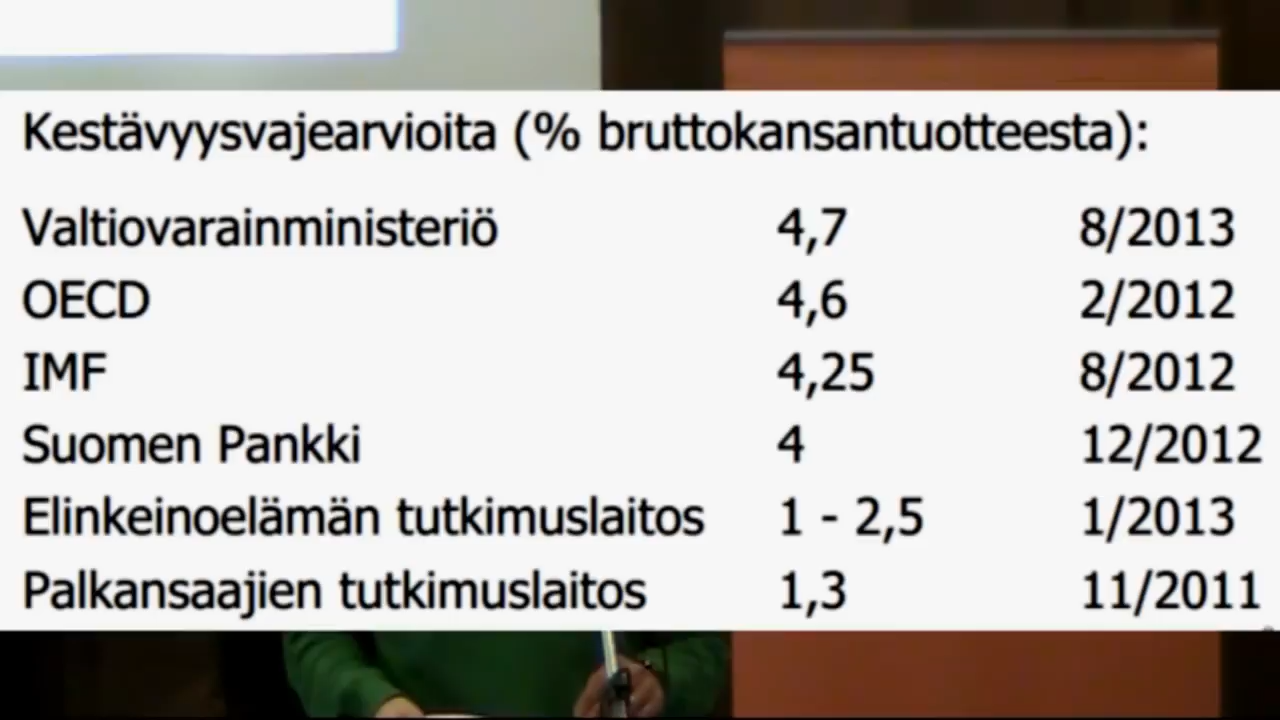 Kestävyysvajearvioita (% bruttokansantuotteesta):
Valtiovarainministeriö 4,7 8/2013
OECD 4,6 2/2012
IMF 4,25 8/2012
Suomen Pankki 4 12/2012
Elinkeinoelämän tutkimuslaitos 1 - 2,5 1/2013
Palkansaajien tutkimuslaitos 1,3 11/2011